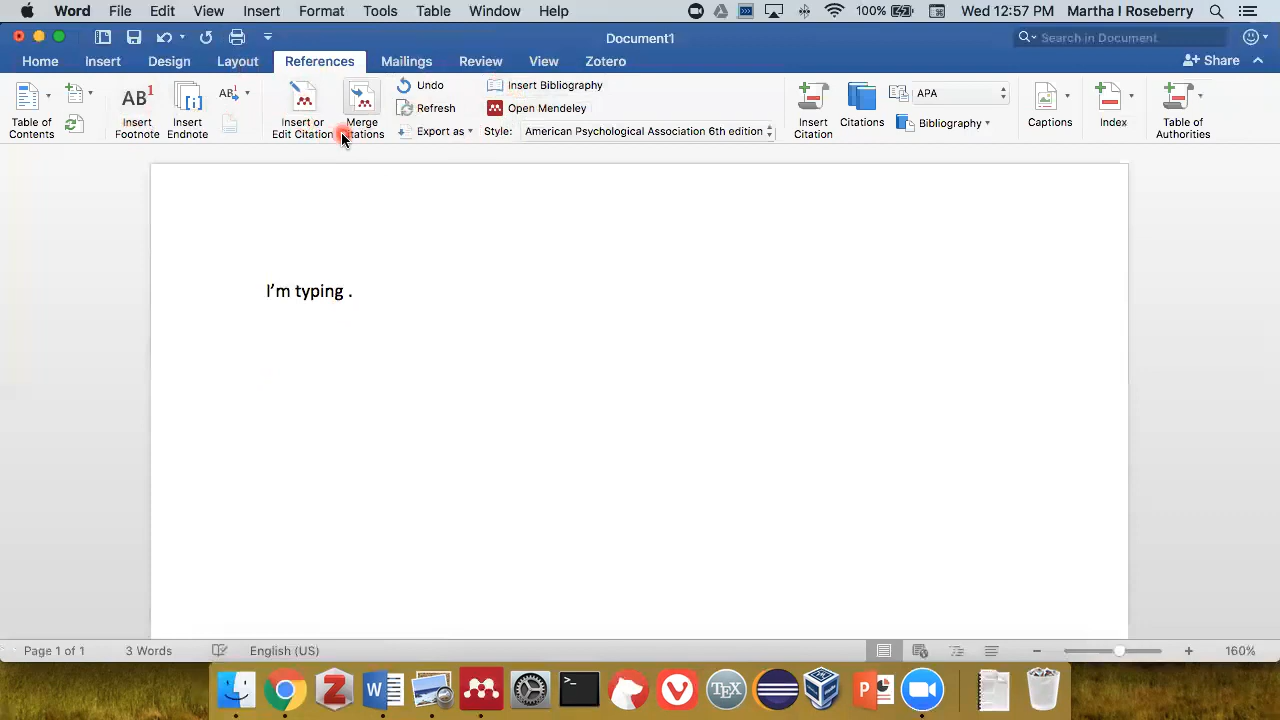 Word File Edit View Insert Format Tools Table Window Help 100% Wed 12:57 PM Martha I Roseberry
Document1
Search in Document
Home Insert Design Layout References Mailings Review View Zotero Share
Table of Contents
AB1 Insert Footnote
Insert Endnote
AB1
Insert or Edit Citation
Merge Citations
Undo
Refresh
Export as
Insert Bibliography
Open Mendeley
Style: American Psychological Association 6th edition
Insert Citation
Citations
APA
Bibliography
Captions
Index
Table of Authorities
I'm typing .
Page 1 of 1 3 Words English (US) 160%
Z W >_ TEX P